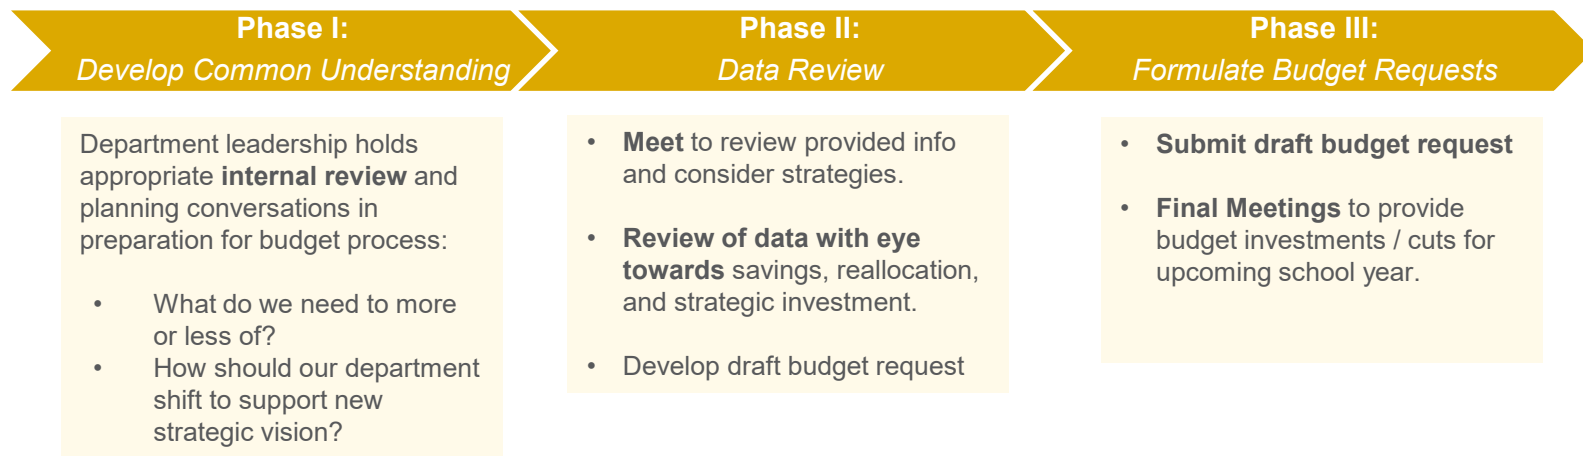 Phase I:
Develop Common Understanding
Department leadership holds
appropriate internal review and
planning conversations in
preparation for budget process:
• What do we need to more
or less of?
• How should our department
shift to support new
strategic vision?
Phase II:
Data Review
• Meet to review provided info
and consider strategies.
• Review of data with eye
towards savings, reallocation,
and strategic investment.
• Develop draft budget request
Phase III:
Formulate Budget Requests
• Submit draft budget request
• Final Meetings to provide
budget investments / cuts for
upcoming school year.